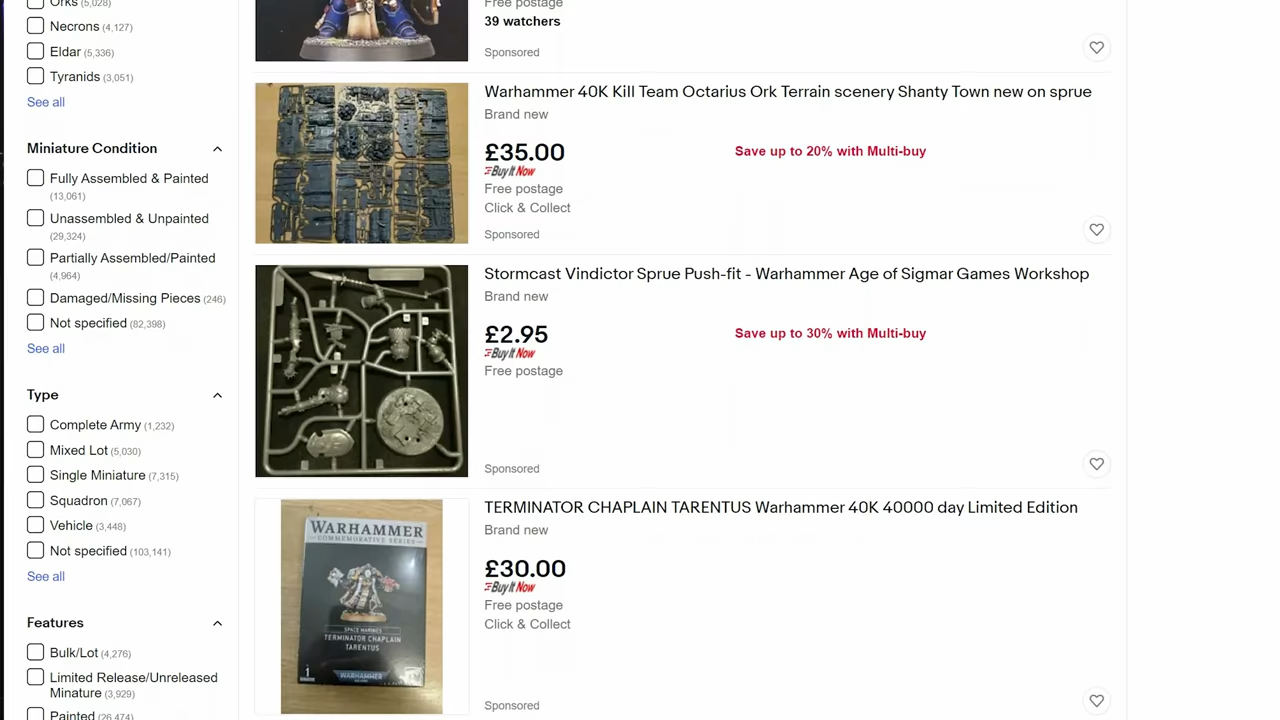 Orks (5,028)
Necrons (4,127)
Eldar (5,336)
Tyranids (3,051)
See all
Miniature Condition
Fully Assembled & Painted
(13,061)
Unassembled & Unpainted
(29,324)
Partially Assembled/Painted
(4,964)
Damaged/Missing Pieces (246)
Not specified (82,398)
See all
Type
Complete Army (1,232)
Mixed Lot (5,030)
Single Miniature (7,315)
Squadron (7,067)
Vehicle (3,448)
Not specified (103,141)
See all
Features
Bulk/Lot (4,276)
Limited Release/Unreleased
Minature (3,929)
Painted (26,474)
Free postage
39 watchers
Sponsored
Warhammer 40K Kill Team Octarius Ork Terrain scenery Shanty Town new on sprue
Brand new
£35.00
Save up to 20% with Multi-buy
Buy It Now
Free postage
Click & Collect
Sponsored
Stormcast Vindictor Sprue Push-fit - Warhammer Age of Sigmar Games Workshop
Brand new
£2.95
Save up to 30% with Multi-buy
Buy It Now
Free postage
Sponsored
WARHAMMER
COMMEMORATIVE SERIES
SPACE MARINES
TERMINATOR CHAPLAIN
TARENTUS
1
WARHAMMER
TERMINATOR CHAPLAIN TARENTUS Warhammer 40K 40000 day Limited Edition
Brand new
£30.00
Buy It Now
Free postage
Click & Collect
Sponsored